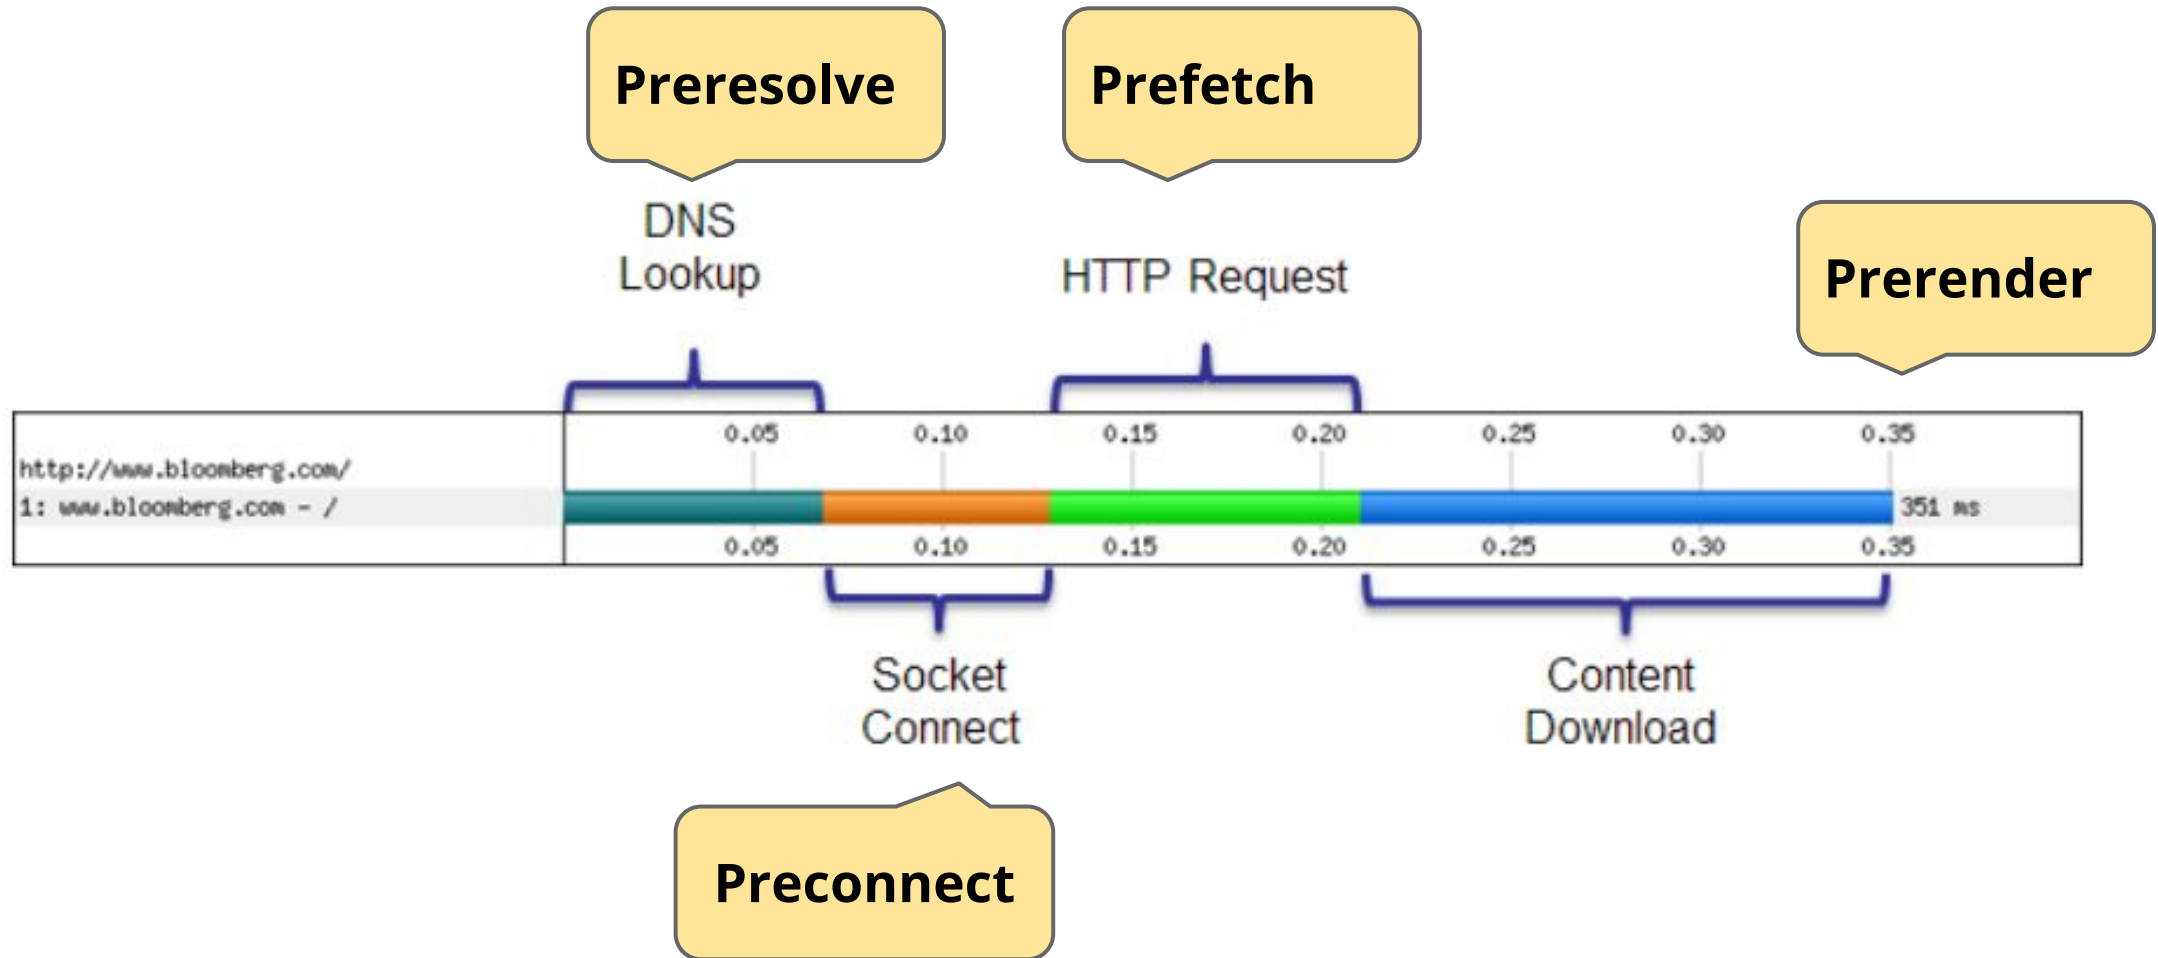 Preresolve
Prefetch
DNS
Lookup
HTTP Request
Prerender
0.05 0.10 0.15 0.20 0.25 0.30 0.35
http://www.bloomberg.com/
1: www.bloomberg.com - /
351 ms
0.05 0.10 0.15 0.20 0.25 0.30 0.35
Socket
Connect
Content
Download
Preconnect